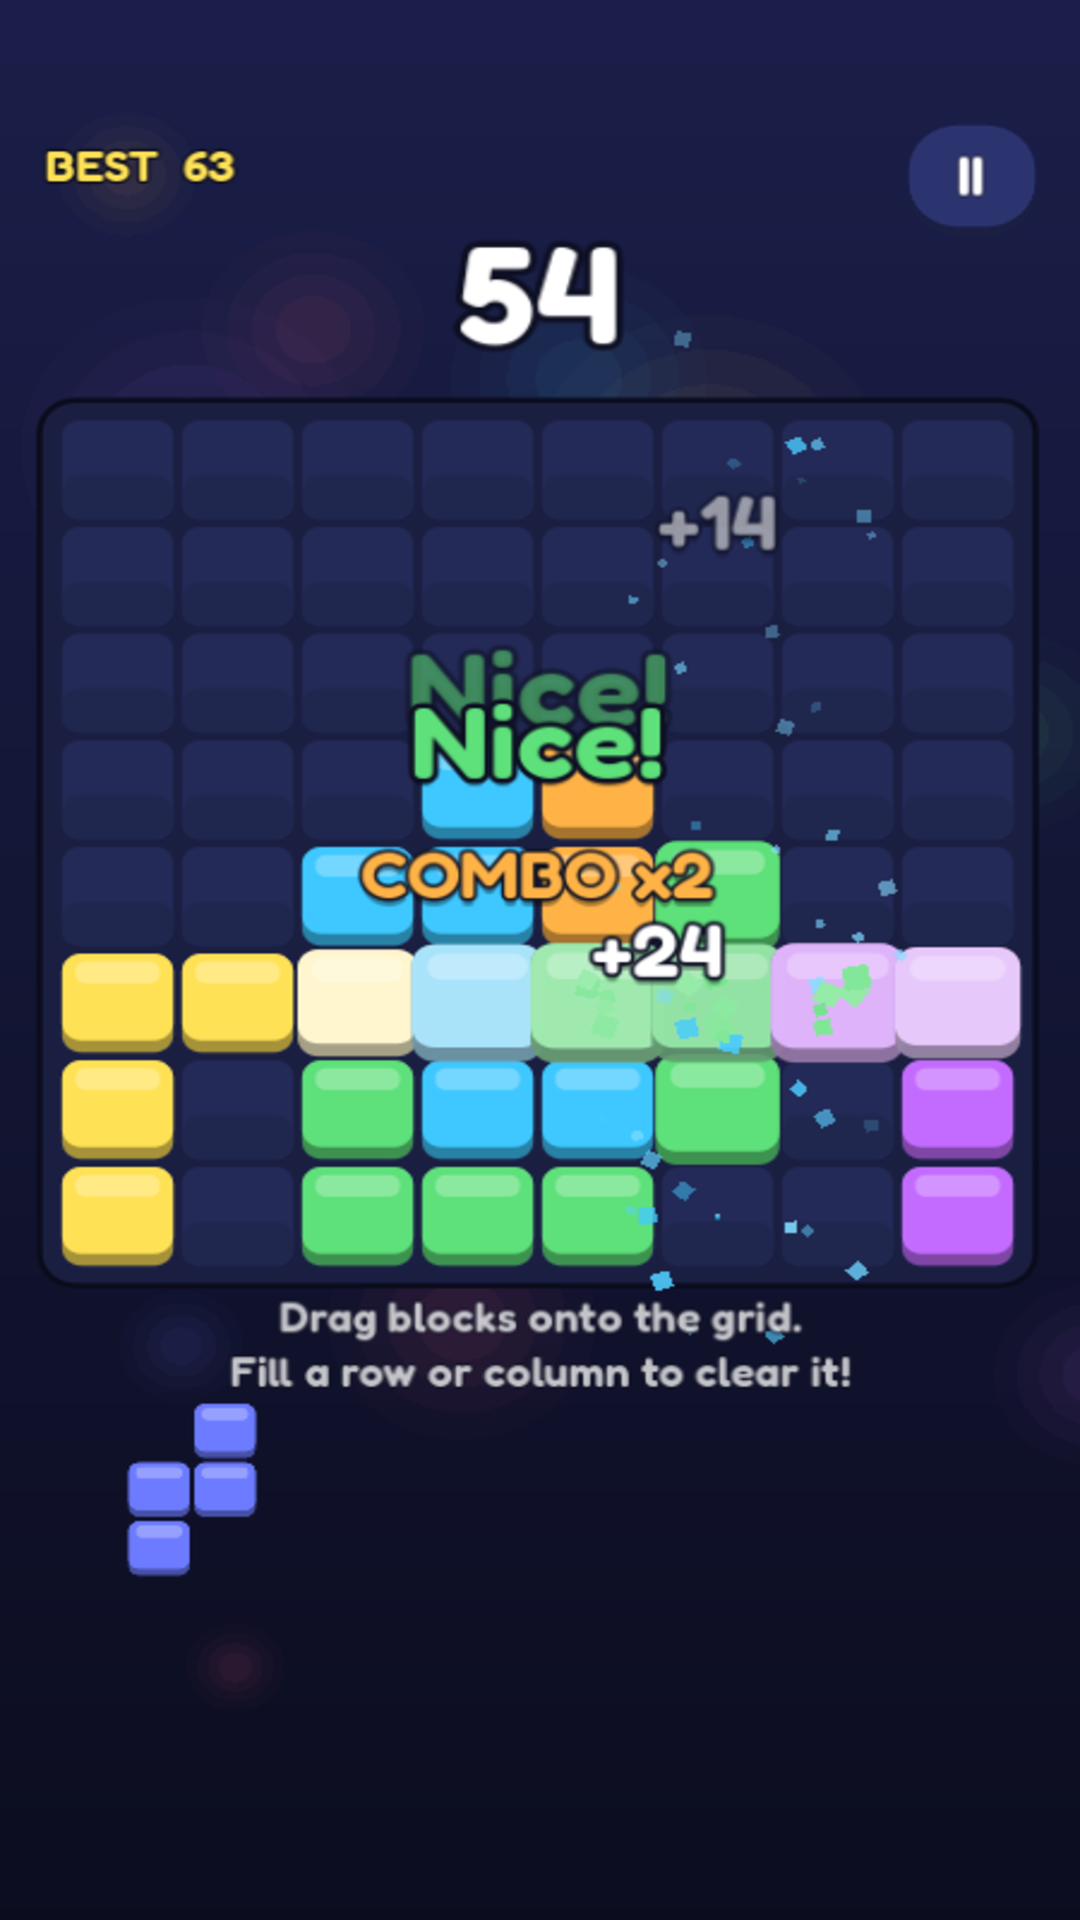 BEST 63
54
+14
Nice!
Nice!
COMBO x2
+24
Drag blocks onto the grid.
Fill a row or column to clear it!